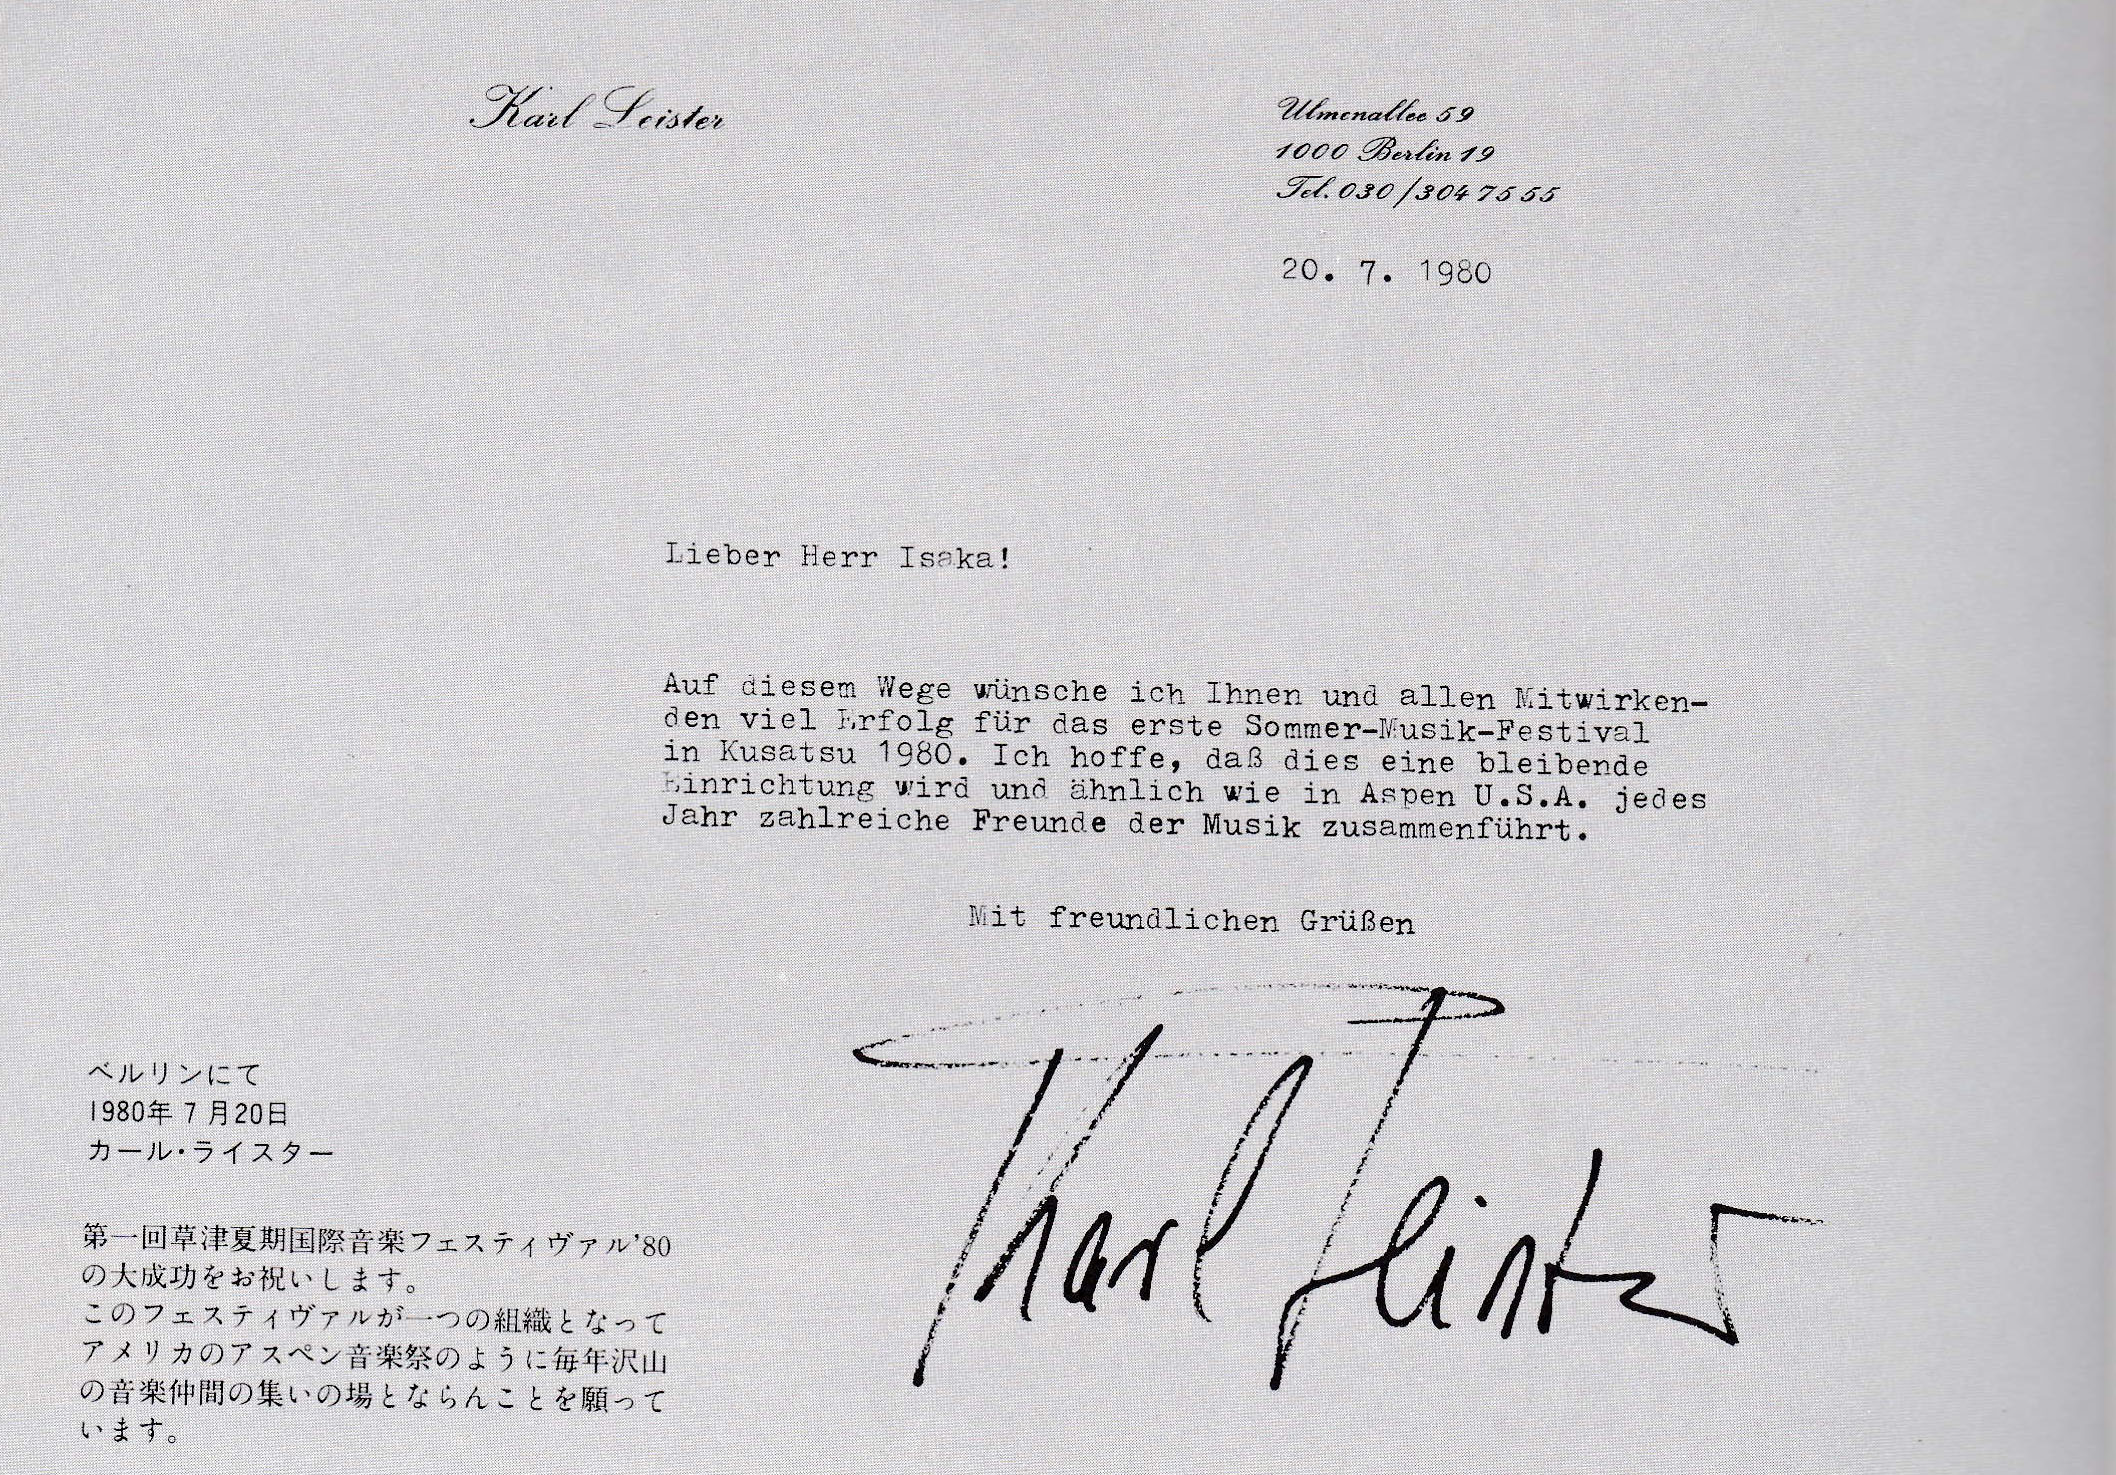 Karl Leister
Ulmenallee 59
1000 Berlin 19
Tel. 030/304 75 55
20. 7. 1980
Lieber Herr Isaka!
Auf diesem Wege wünsche ich Ihnen und allen Mitwirken-
den viel Erfolg für das erste Sommer-Musik-Festival
in Kusatsu 1980. Ich hoffe, daß dies eine bleibende
Einrichtung wird und ähnlich wie in Aspen U.S.A. jedes
Jahr zahlreiche Freunde der Musik zusammenführt.
Mit freundlichen Grüßen
Karl Leister
ベルリンにて
1980年7月20日
カール・ライスター
第一回草津夏期国際音楽フェスティヴァル'80
の大成功をお祝いします。
このフェスティヴァルが一つの組織となって
アメリカのアスペン音楽祭のように毎年沢山
の音楽仲間の集いの場とならんことを願って
います。